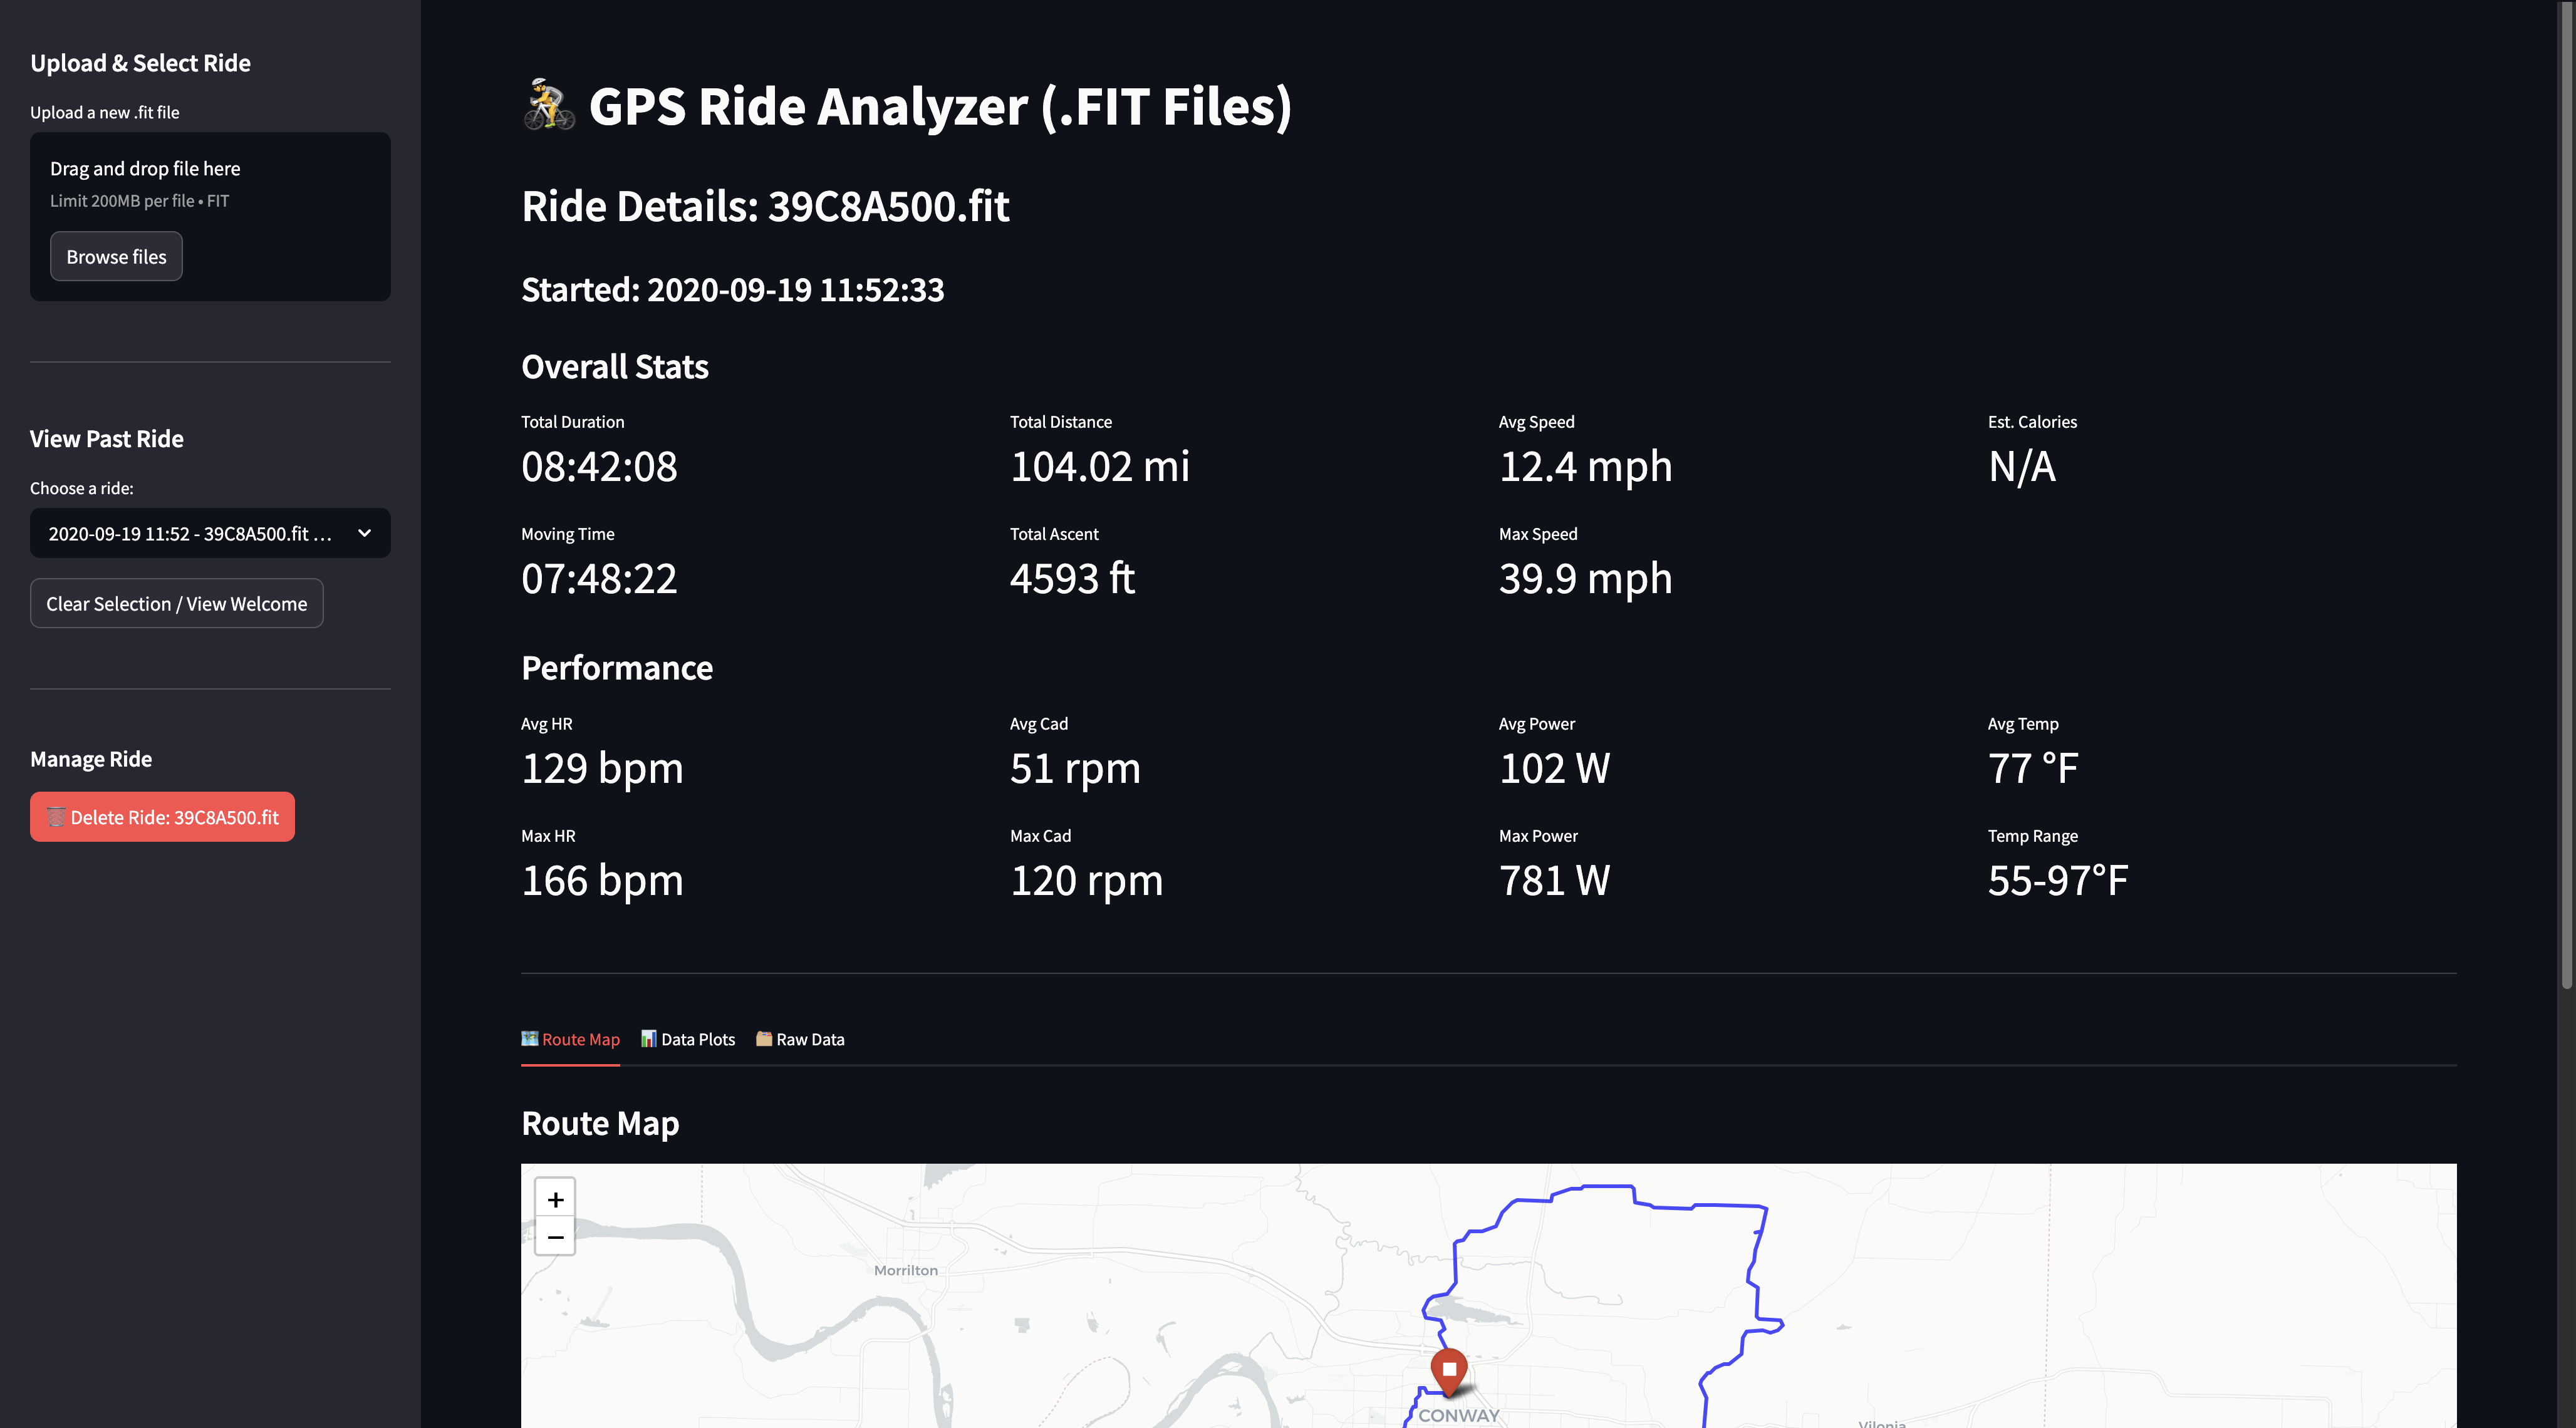 Upload & Select Ride
Upload a new .fit file
Drag and drop file here
Limit 200MB per file • FIT
Browse files
View Past Ride
Choose a ride:
2020-09-19 11:52 - 39C8A500.fit …
Clear Selection / View Welcome
Manage Ride
Delete Ride: 39C8A500.fit
GPS Ride Analyzer (.FIT Files)
Ride Details: 39C8A500.fit
Started: 2020-09-19 11:52:33
Overall Stats
Total Duration
08:42:08
Total Distance
104.02 mi
Avg Speed
12.4 mph
Est. Calories
N/A
Moving Time
07:48:22
Total Ascent
4593 ft
Max Speed
39.9 mph
Performance
Avg HR
129 bpm
Avg Cad
51 rpm
Avg Power
102 W
Avg Temp
77 °F
Max HR
166 bpm
Max Cad
120 rpm
Max Power
781 W
Temp Range
55-97°F
Route Map
Data Plots
Raw Data
Route Map
+
−
Morrilton
CONWAY
Vilonia